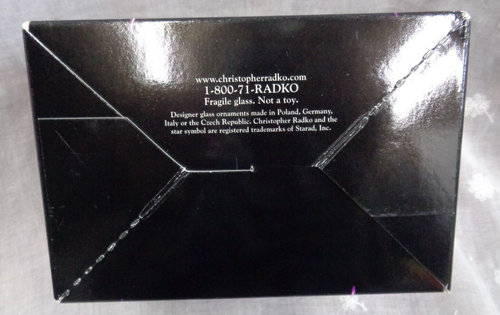 www.christopherradko.com
1-800-71-RADKO
Fragile glass. Not a toy.
Designer glass ornaments made in Poland, Germany,
Italy or the Czech Republic. Christopher Radko and the
star symbol are registered trademarks of Starad, Inc.